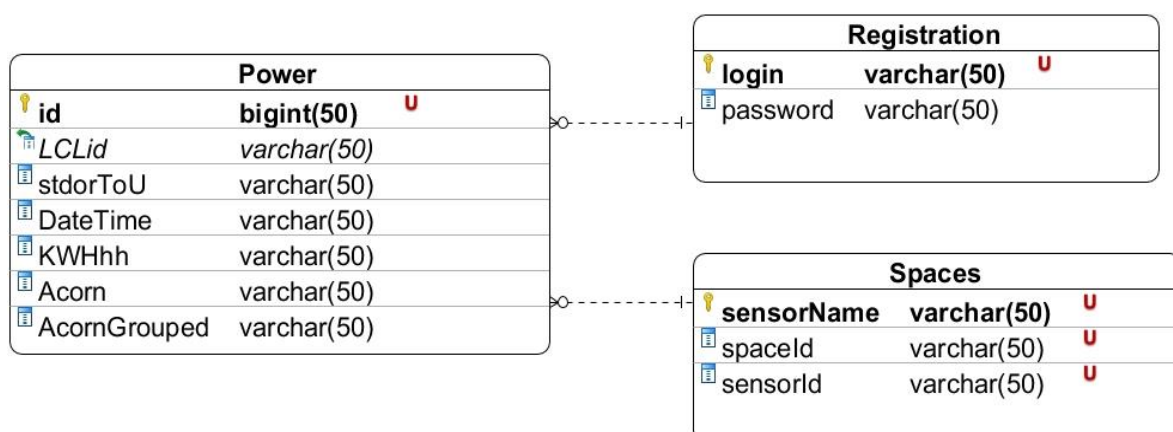 Power
id bigint(50) U
LCLid varchar(50)
stdorToU varchar(50)
DateTime varchar(50)
KWHhh varchar(50)
Acorn varchar(50)
AcornGrouped varchar(50)
Registration
login varchar(50) U
password varchar(50)
Spaces
sensorName varchar(50) U
spaceId varchar(50) U
sensorId varchar(50) U